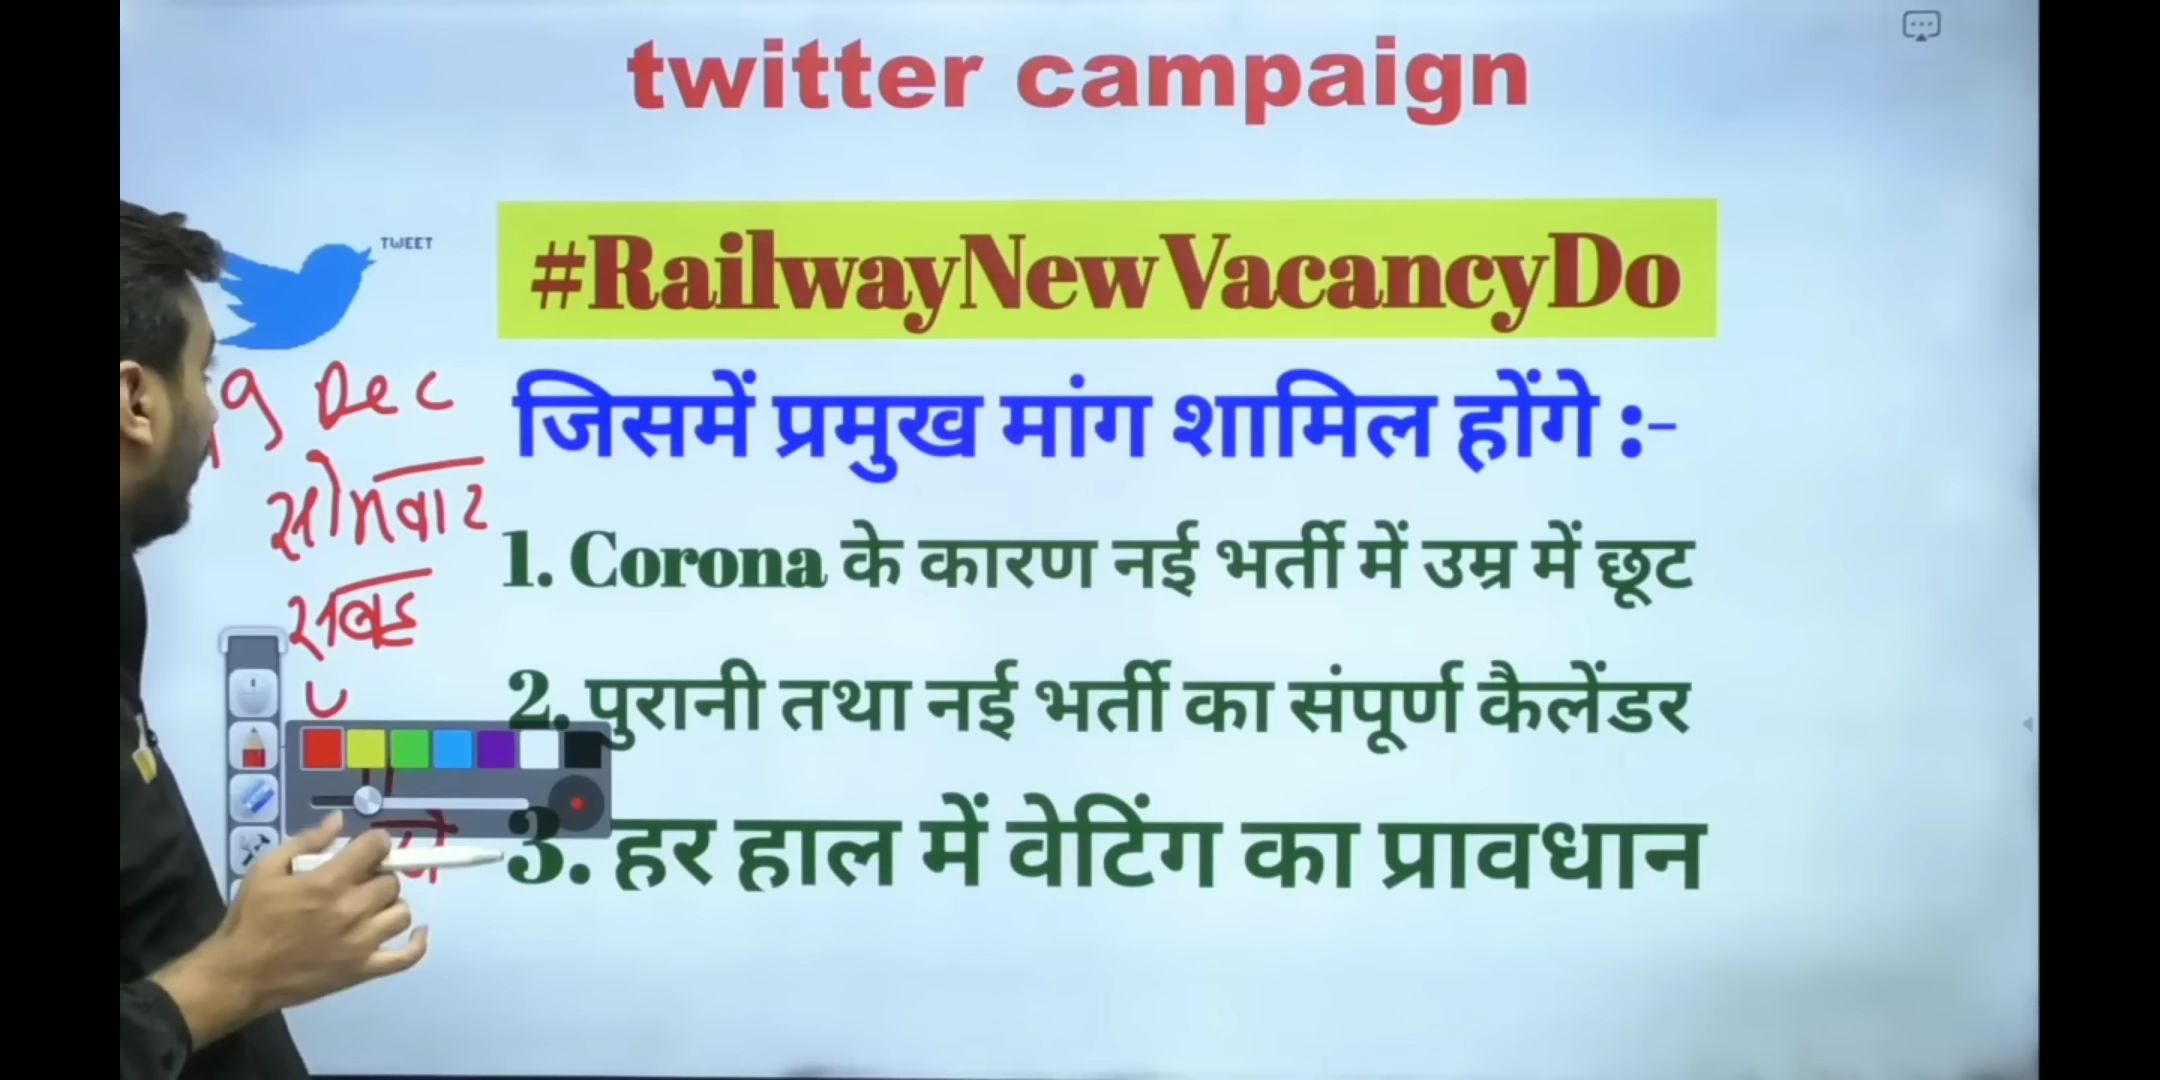 twitter campaign
TWEET
#RailwayNewVacancyDo
19 Dec
सोमवार
जिसमें प्रमुख मांग शामिल होंगे :-
1. Corona के कारण नई भर्ती में उम्र में छूट
2. पुरानी तथा नई भर्ती का संपूर्ण कैलेंडर
3. हर हाल में वेटिंग का प्रावधान